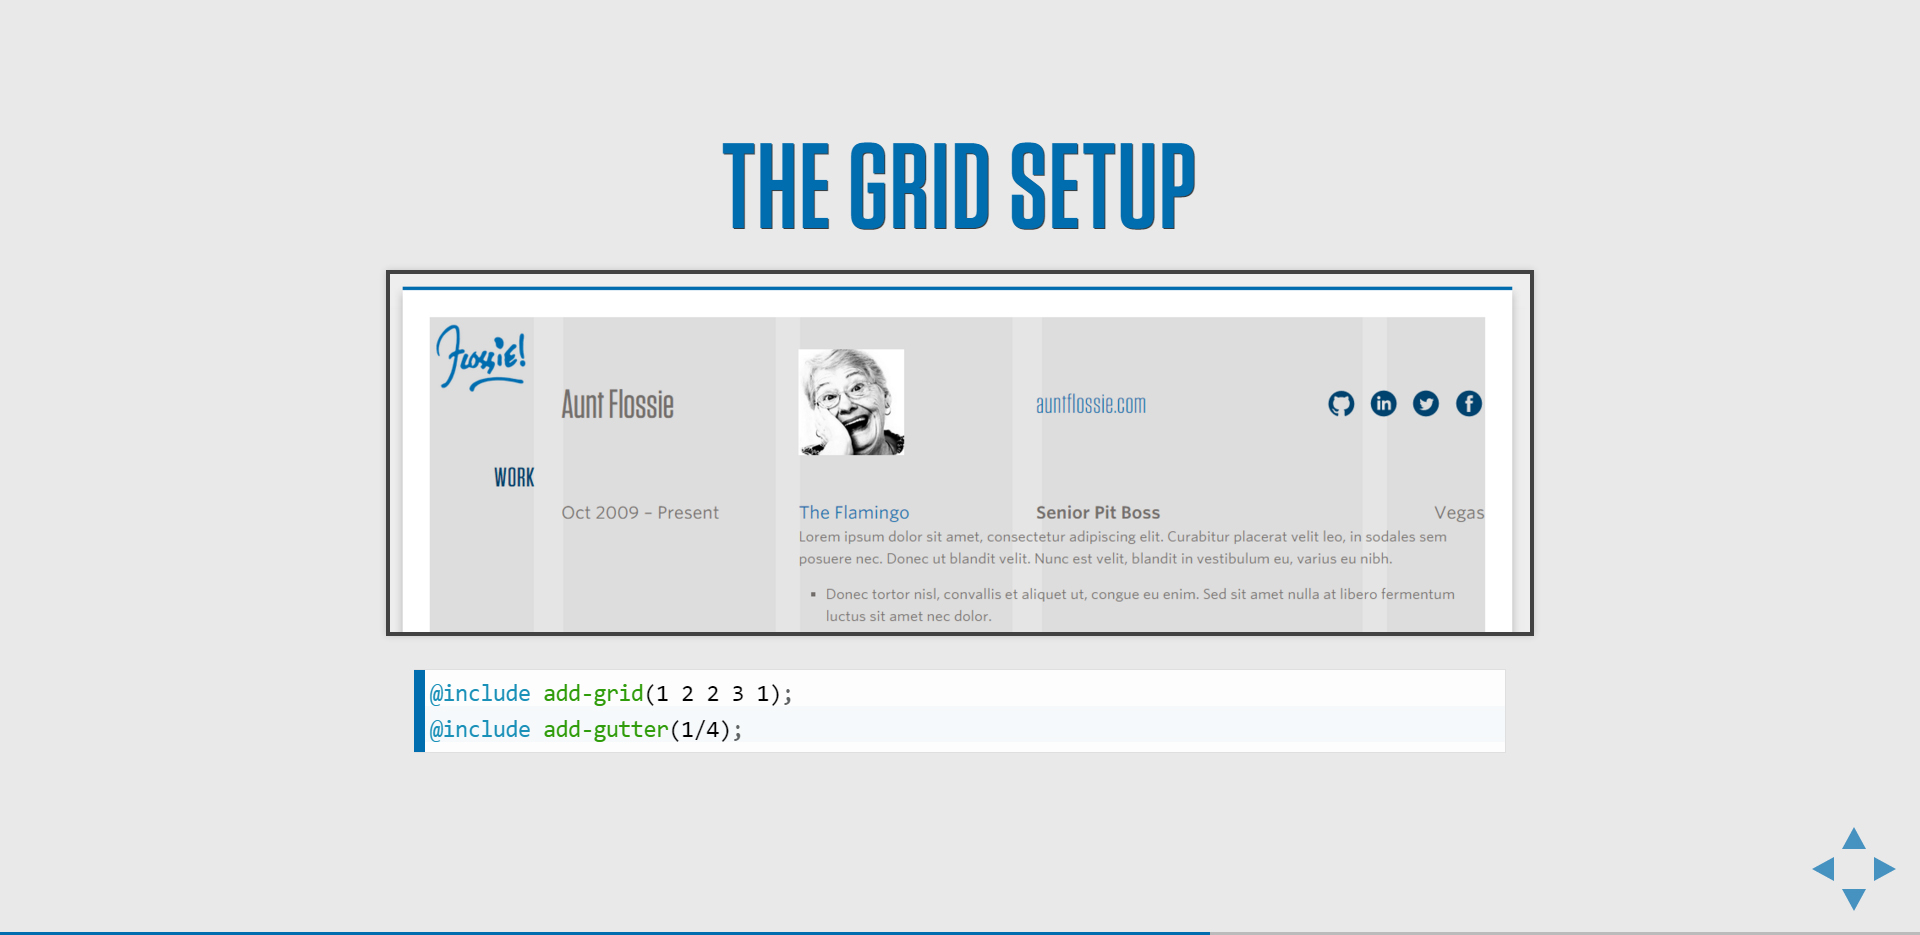 THE GRID SETUP
Flossie!
Aunt Flossie
auntflossie.com
in
f
WORK
Oct 2009 – Present
The Flamingo
Senior Pit Boss
Vegas
Lorem ipsum dolor sit amet, consectetur adipiscing elit. Curabitur placerat velit leo, in sodales sem
posuere nec. Donec ut blandit velit. Nunc est velit, blandit in vestibulum eu, varius eu nibh.
▪ Donec tortor nisl, convallis et aliquet ut, congue eu enim. Sed sit amet nulla at libero fermentum
luctus sit amet nec dolor.
@include add-grid(1 2 2 3 1);
@include add-gutter(1/4);